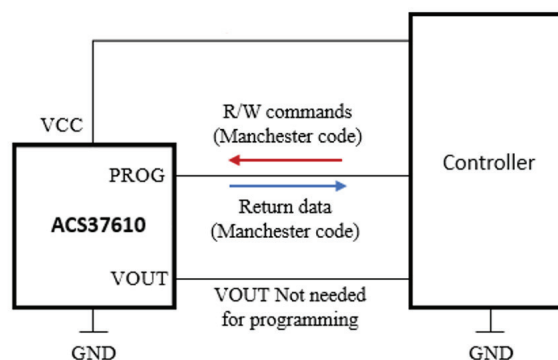 R/W commands
(Manchester code)
VCC
PROG
Controller
ACS37610
Return data
(Manchester code)
VOUT
VOUT Not needed
for programming
GND
GND